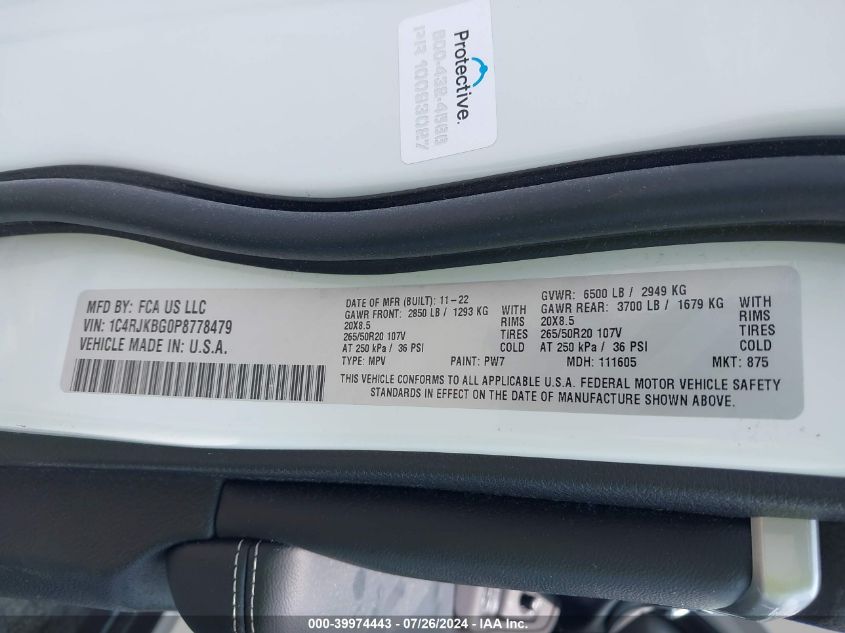 Protective.
800-438-4588
PIR 10093087
MFD BY: FCA US LLC
VIN: 1C4RJKBG0P8778479
VEHICLE MADE IN: U.S.A.
DATE OF MFR (BUILT): 11-22
GAWR FRONT: 2850 LB / 1293 KG WITH
20X8.5 RIMS
265/50R20 107V TIRES
AT 250 kPa / 36 PSI COLD
TYPE: MPV PAINT: PW7
GVWR: 6500 LB / 2949 KG
GAWR REAR: 3700 LB / 1679 KG WITH
20X8.5 RIMS
265/50R20 107V TIRES
AT 250 kPa / 36 PSI COLD
MDH: 111605 MKT: 875
THIS VEHICLE CONFORMS TO ALL APPLICABLE U.S.A. FEDERAL MOTOR VEHICLE SAFETY
STANDARDS IN EFFECT ON THE DATE OF MANUFACTURE SHOWN ABOVE.
000-39974443 - 07/26/2024 - IAAI Inc.